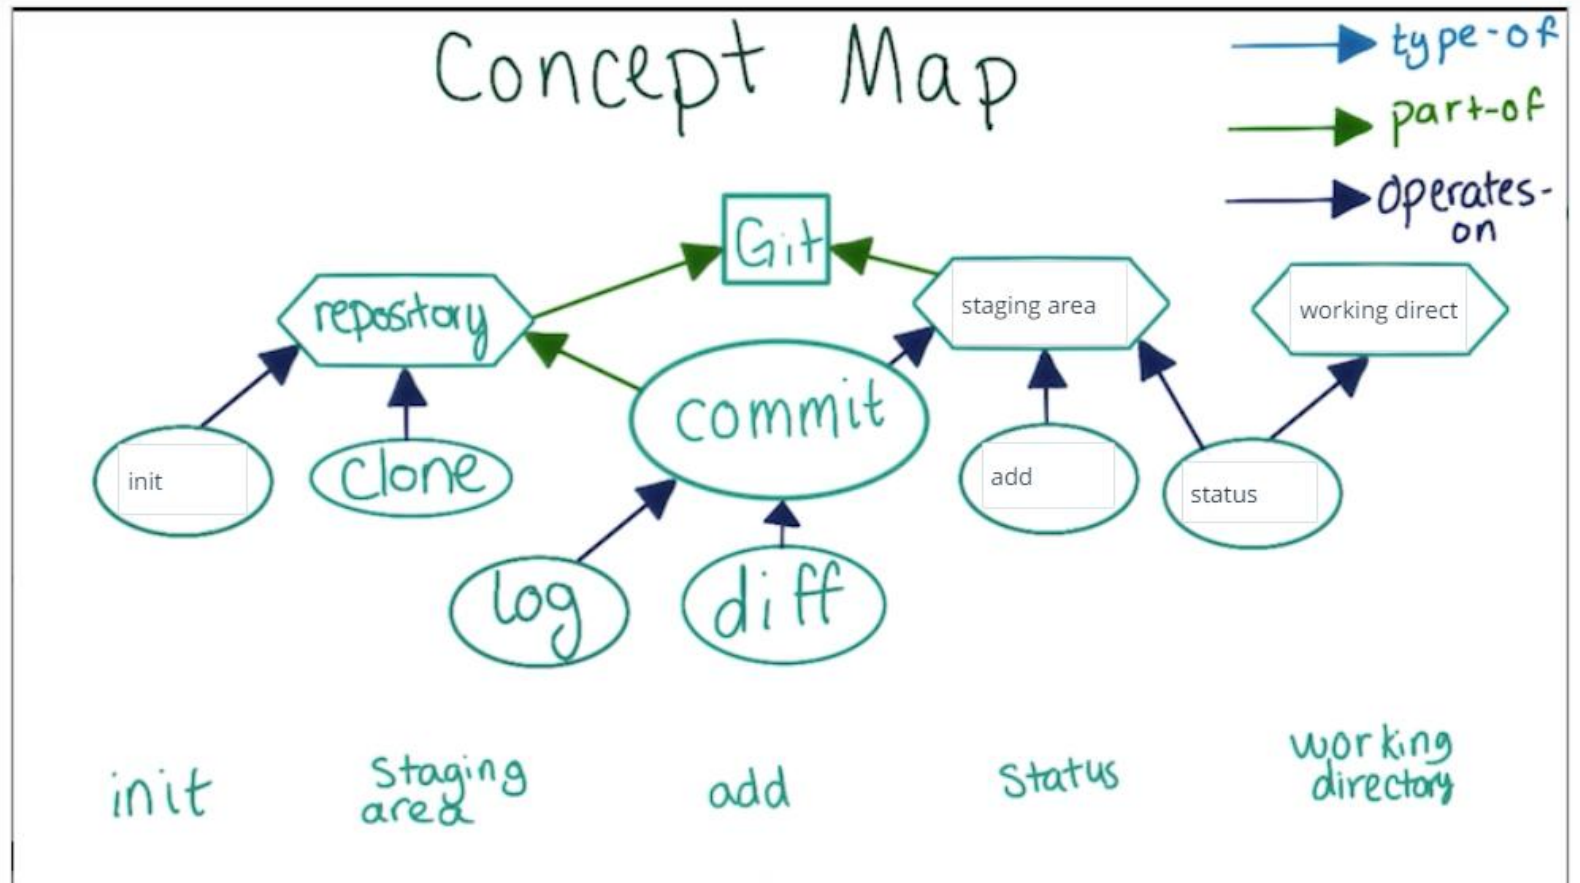 Concept Map
type-of
part-of
operates-
on
Git
repository
staging area
working direct
commit
init
clone
add
status
log
diff
init
Staging
area
add
Status
working
directory